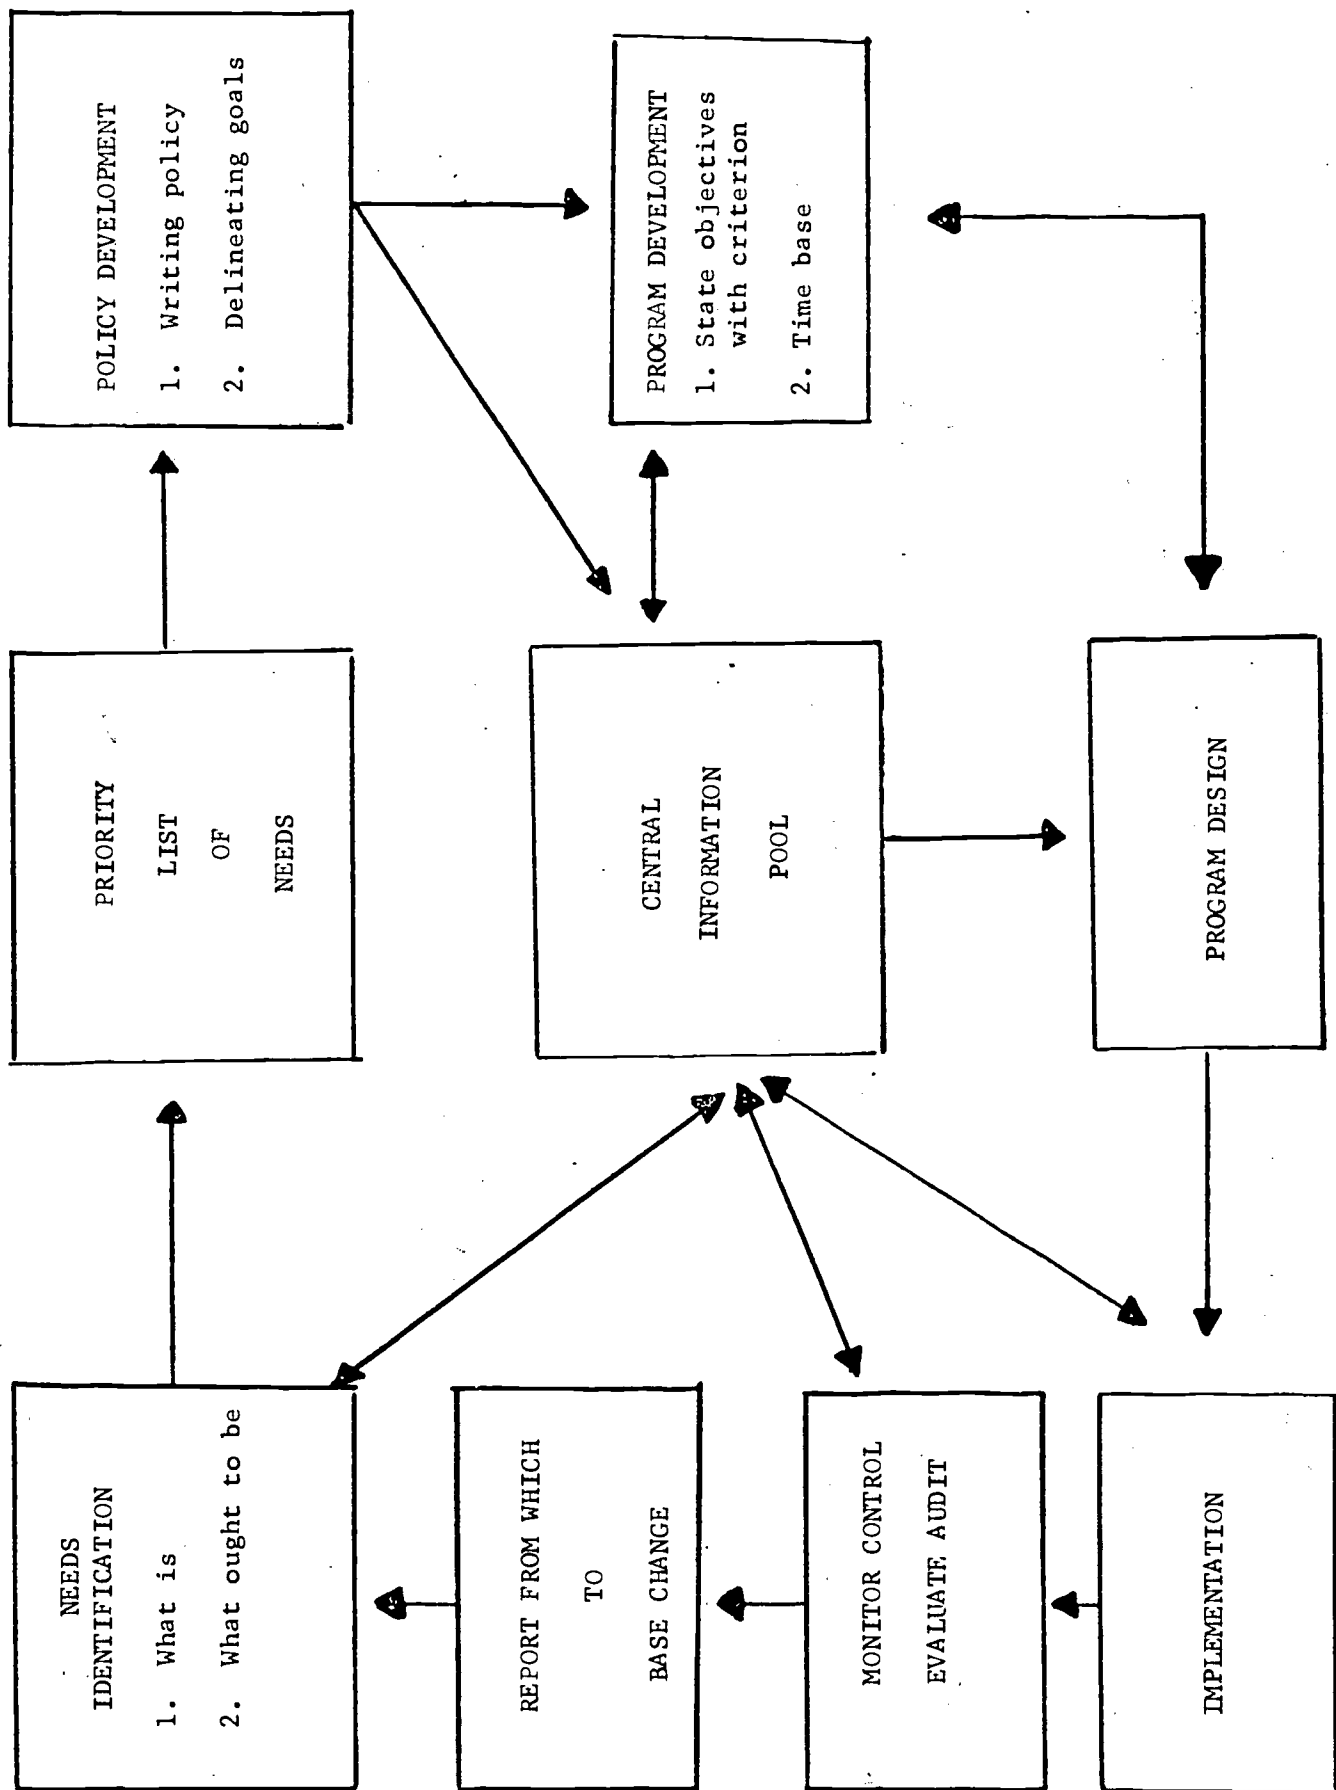 NEEDS
IDENTIFICATION
1. What is
2. What ought to be
PRIORITY
LIST
OF
NEEDS
POLICY DEVELOPMENT
1. Writing policy
2. Delineating goals
REPORT FROM WHICH
TO
BASE CHANGE
CENTRAL
INFORMATION
POOL
PROGRAM DEVELOPMENT
1. State objectives
with criterion
2. Time base
MONITOR CONTROL
EVALUATE AUDIT
IMPLEMENTATION
PROGRAM DESIGN